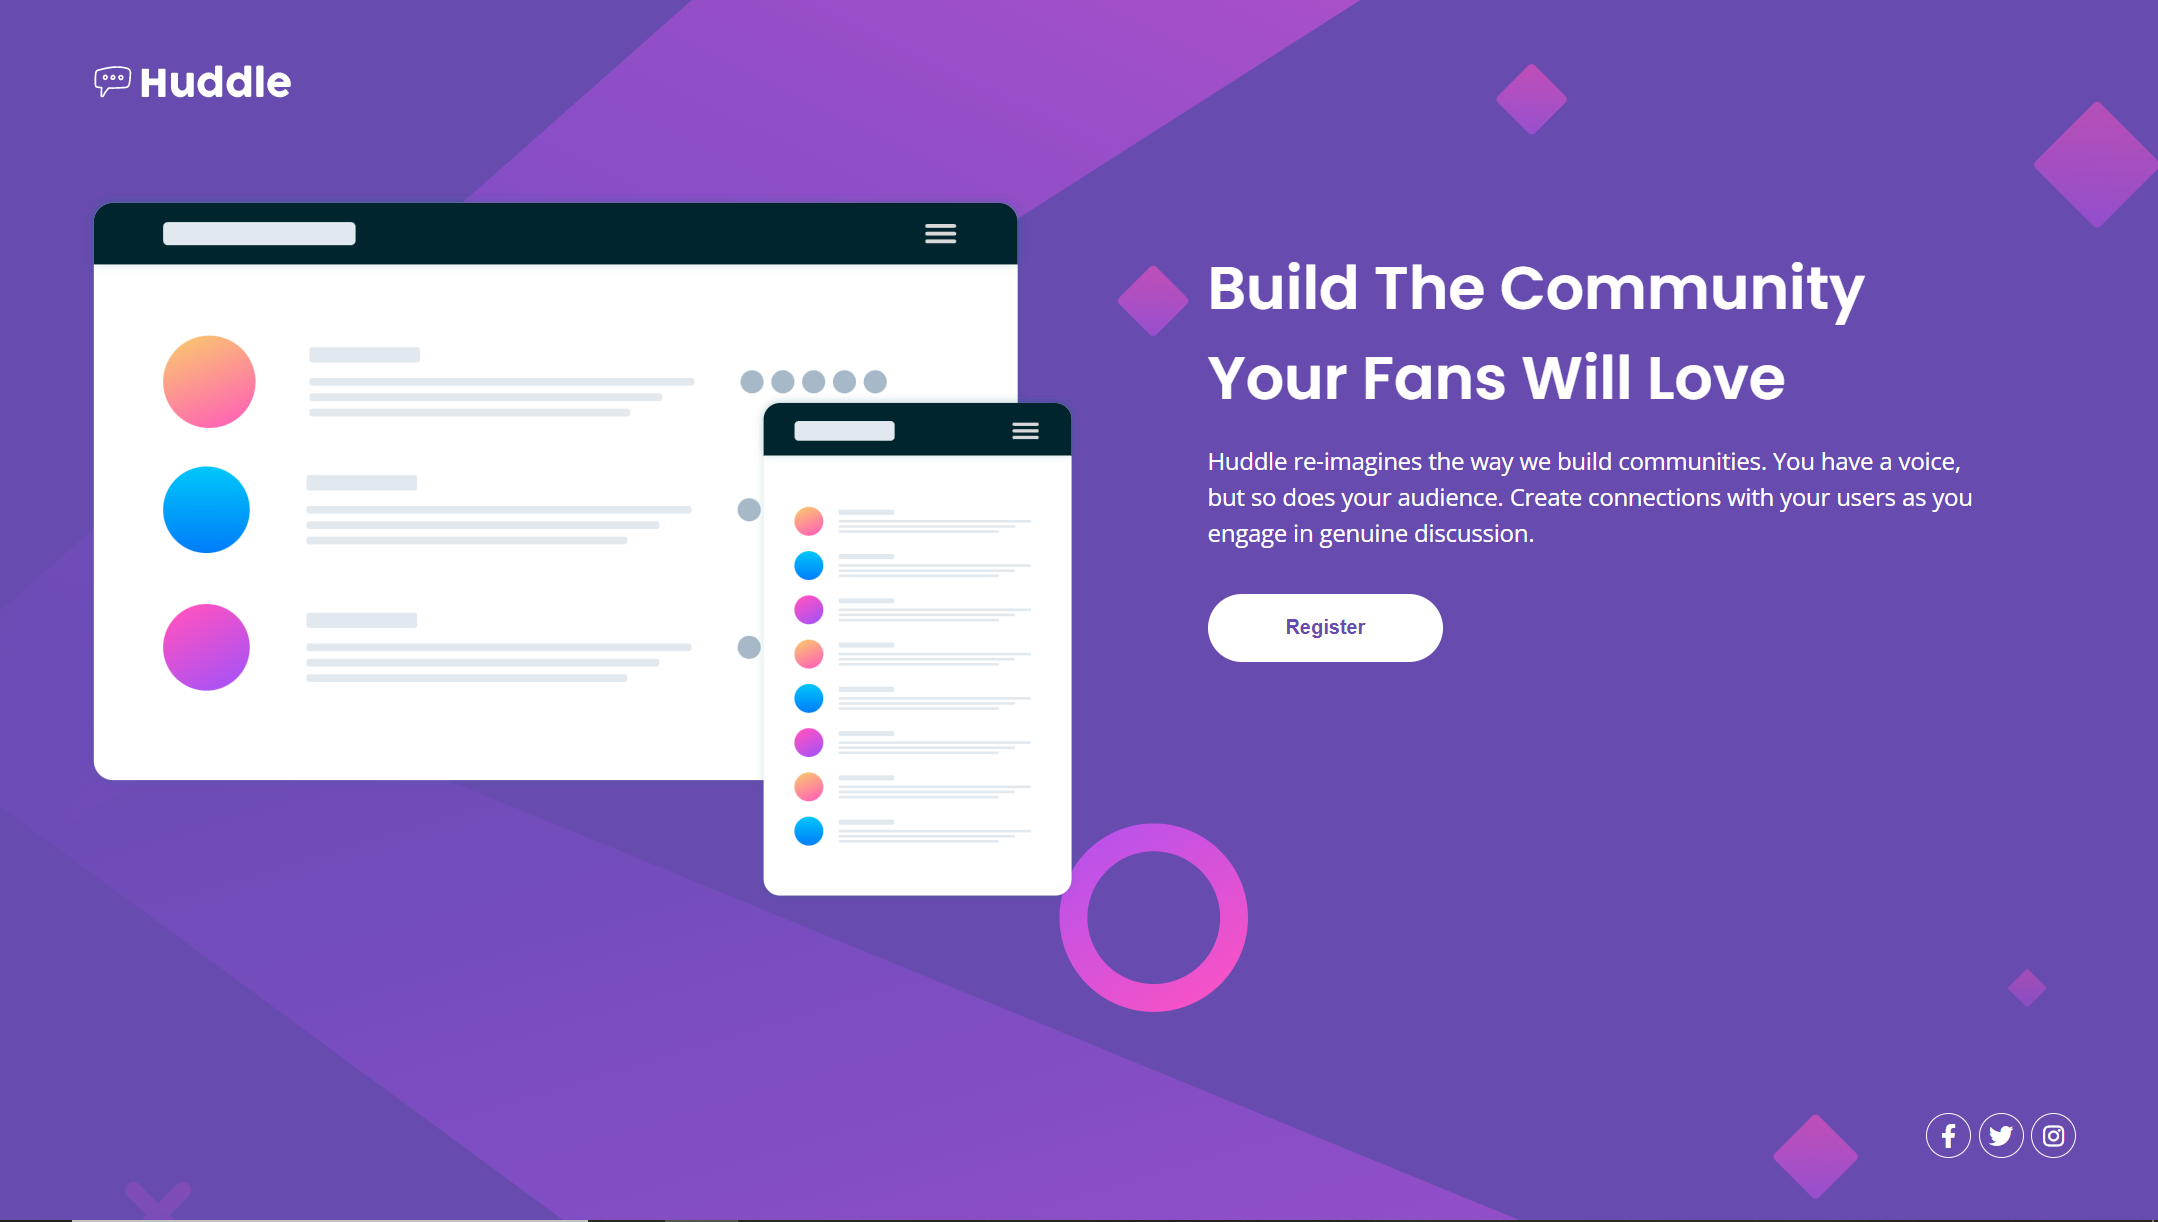 Huddle
Build The Community
Your Fans Will Love
Huddle re-imagines the way we build communities. You have a voice,
but so does your audience. Create connections with your users as you
engage in genuine discussion.
Register